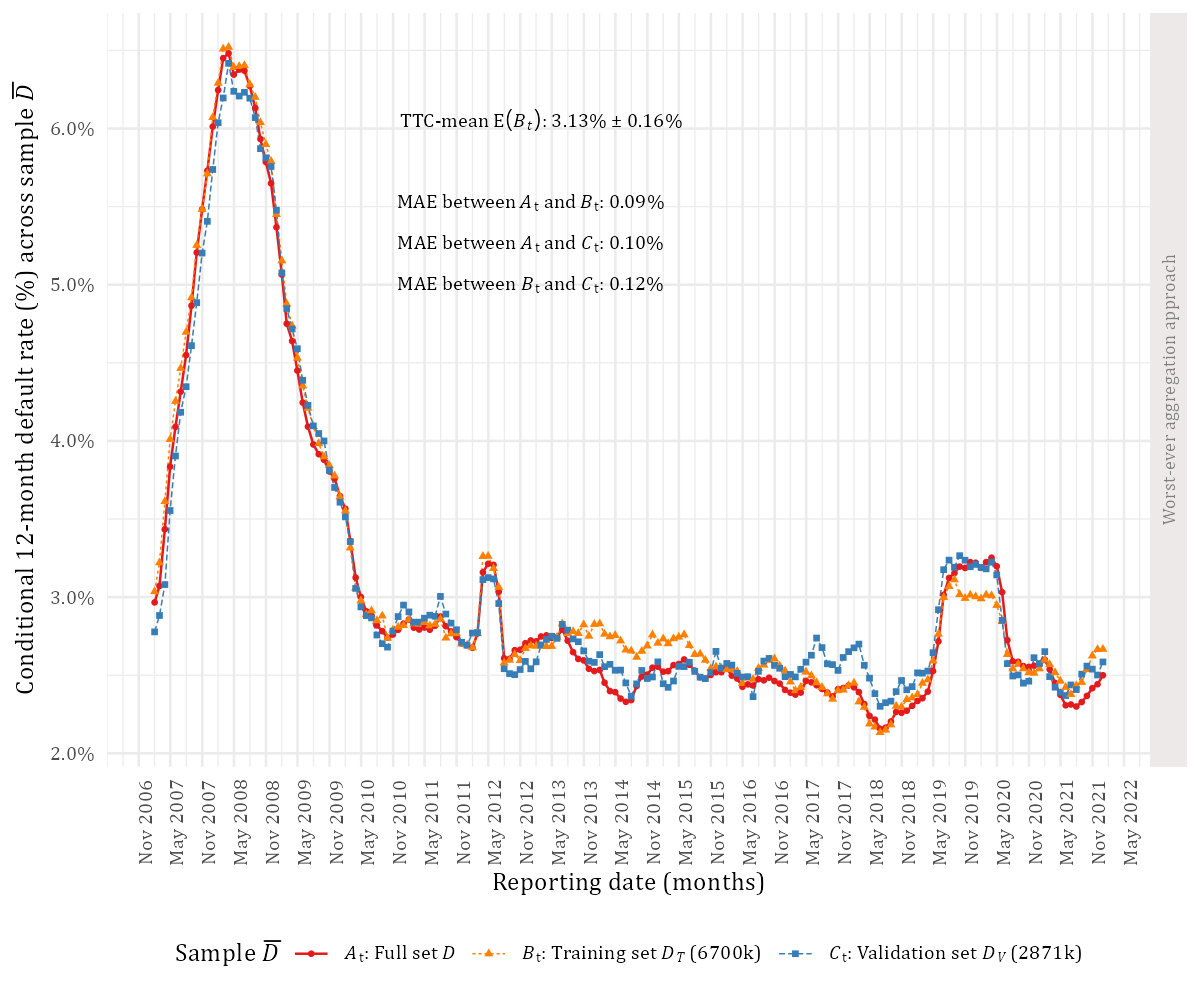 Conditional 12-month default rate (%) across sample D̅
6.0%
5.0%
4.0%
3.0%
2.0%
TTC-mean E(Bt): 3.13% ± 0.16%
MAE between At and Bt: 0.09%
MAE between At and Ct: 0.10%
MAE between Bt and Ct: 0.12%
Worst-ever aggregation approach
Nov 2006
May 2007
Nov 2007
May 2008
Nov 2008
May 2009
Nov 2009
May 2010
Nov 2010
May 2011
Nov 2011
May 2012
Nov 2012
May 2013
Nov 2013
May 2014
Nov 2014
May 2015
Nov 2015
May 2016
Nov 2016
May 2017
Nov 2017
May 2018
Nov 2018
May 2019
Nov 2019
May 2020
Nov 2020
May 2021
Nov 2021
May 2022
Reporting date (months)
Sample D̅ At: Full set D Bt: Training set DT (6700k) Ct: Validation set DV (2871k)